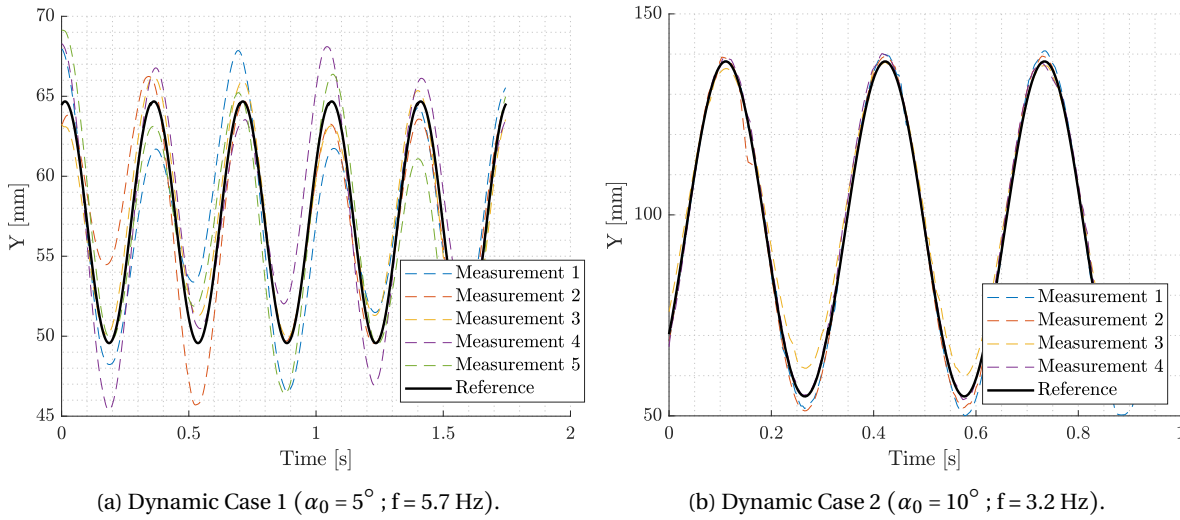 70
65
60
55
50
45
Y [mm]
0
0.5
1
1.5
2
Time [s]
Measurement 1
Measurement 2
Measurement 3
Measurement 4
Measurement 5
Reference
(a) Dynamic Case 1 (α₀ = 5° ; f = 5.7 Hz).
150
100
50
Y [mm]
0
0.2
0.4
0.6
0.8
1
Time [s]
Measurement 1
Measurement 2
Measurement 3
Measurement 4
Reference
(b) Dynamic Case 2 (α₀ = 10° ; f = 3.2 Hz).